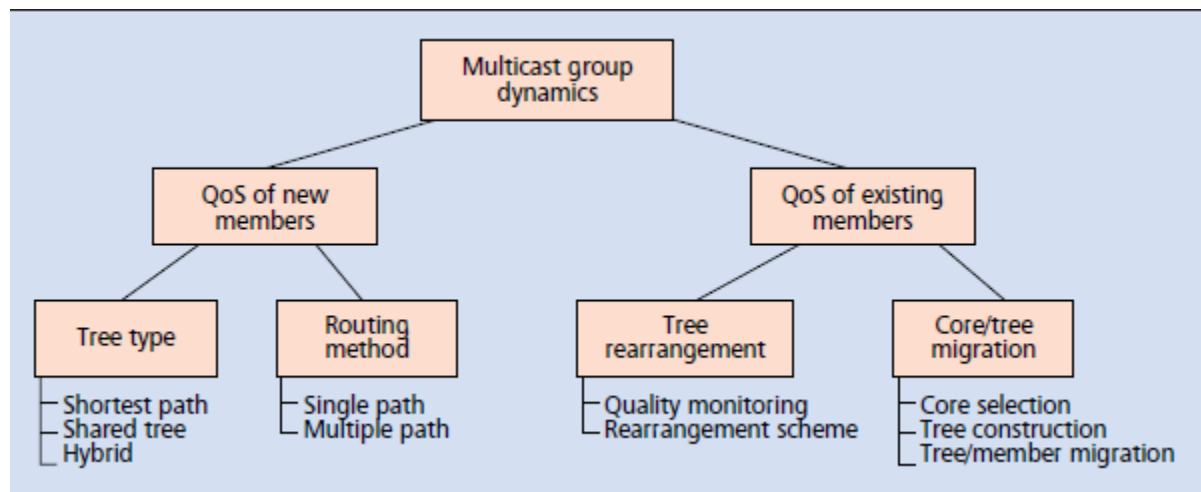 Multicast group
dynamics
QoS of new
members
QoS of existing
members
Tree type
Routing
method
Tree
rearrangement
Core/tree
migration
Shortest path
Shared tree
Hybrid
Single path
Multiple path
Quality monitoring
Rearrangement scheme
Core selection
Tree construction
Tree/member migration